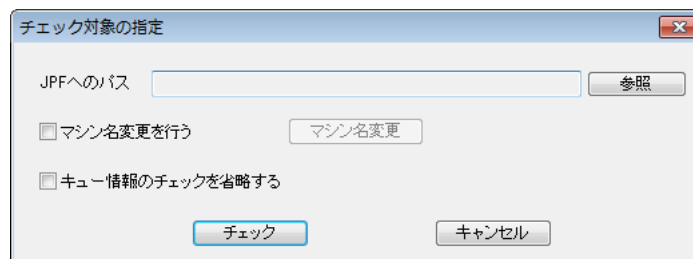 チェック対象の指定
JPFへのパス 参照
マシン名変更を行う マシン名変更
キュー情報のチェックを省略する
チェック キャンセル